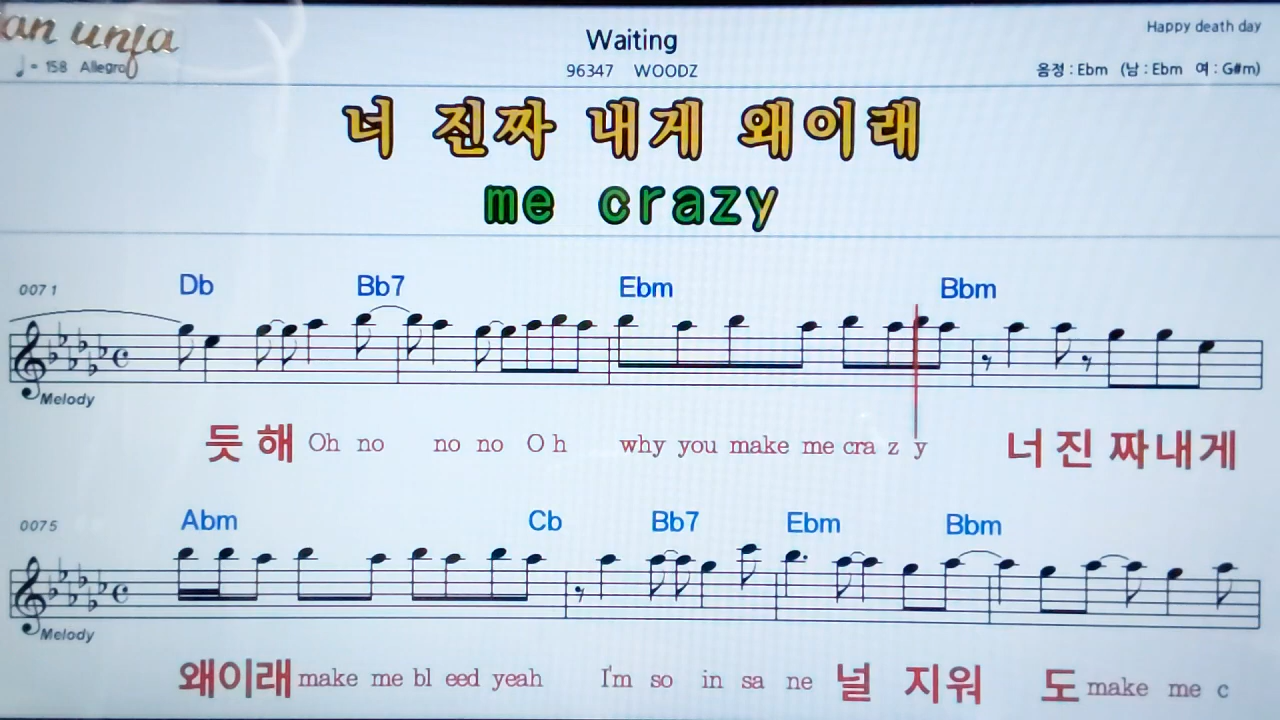 an unja
Waiting
Happy death day
♩= 158 Allegro
96347 WOODZ
음정 : Ebm (남 : Ebm 여 : G#m)
너 진짜 내게 왜이래
me crazy
0071 Db Bb7 Ebm Bbm
Melody
듯 해 Oh no no no O h why you make me cra z y 너 진 짜 내 게
0075 Abm Cb Bb7 Ebm Bbm
Melody
왜이래 make me bl eed yeah I'm so in sa ne 널 지워 도 make me c